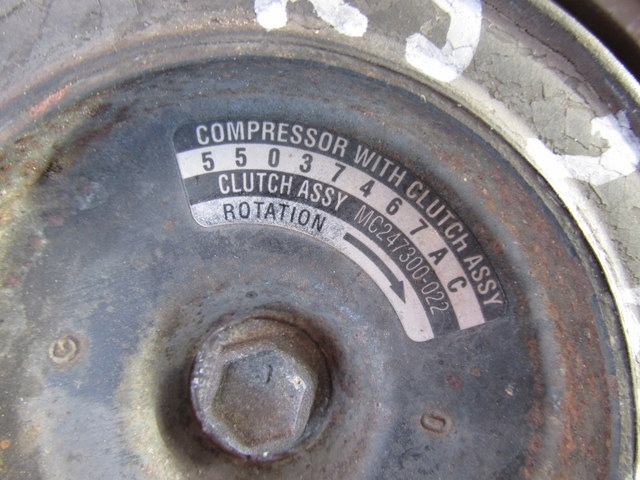 COMPRESSOR WITH CLUTCh ASSY
55037467AC
CLUTCH ASSY MC247300-022
ROTATION